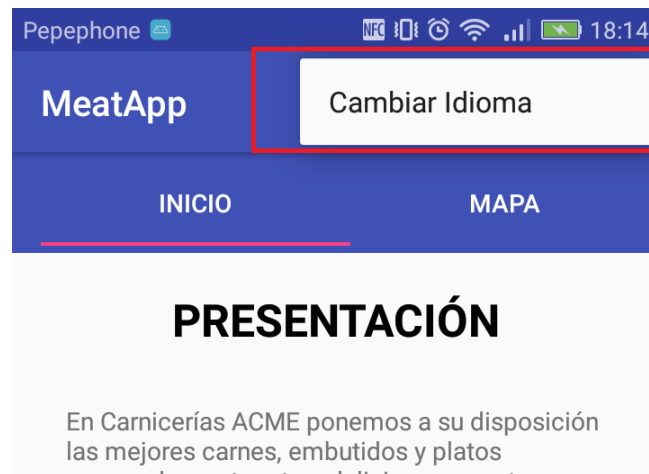 Pepephone NFC 18:14
MeatApp
Cambiar Idioma
INICIO
MAPA
PRESENTACIÓN
En Carnicerías ACME ponemos a su disposición
las mejores carnes, embutidos y platos